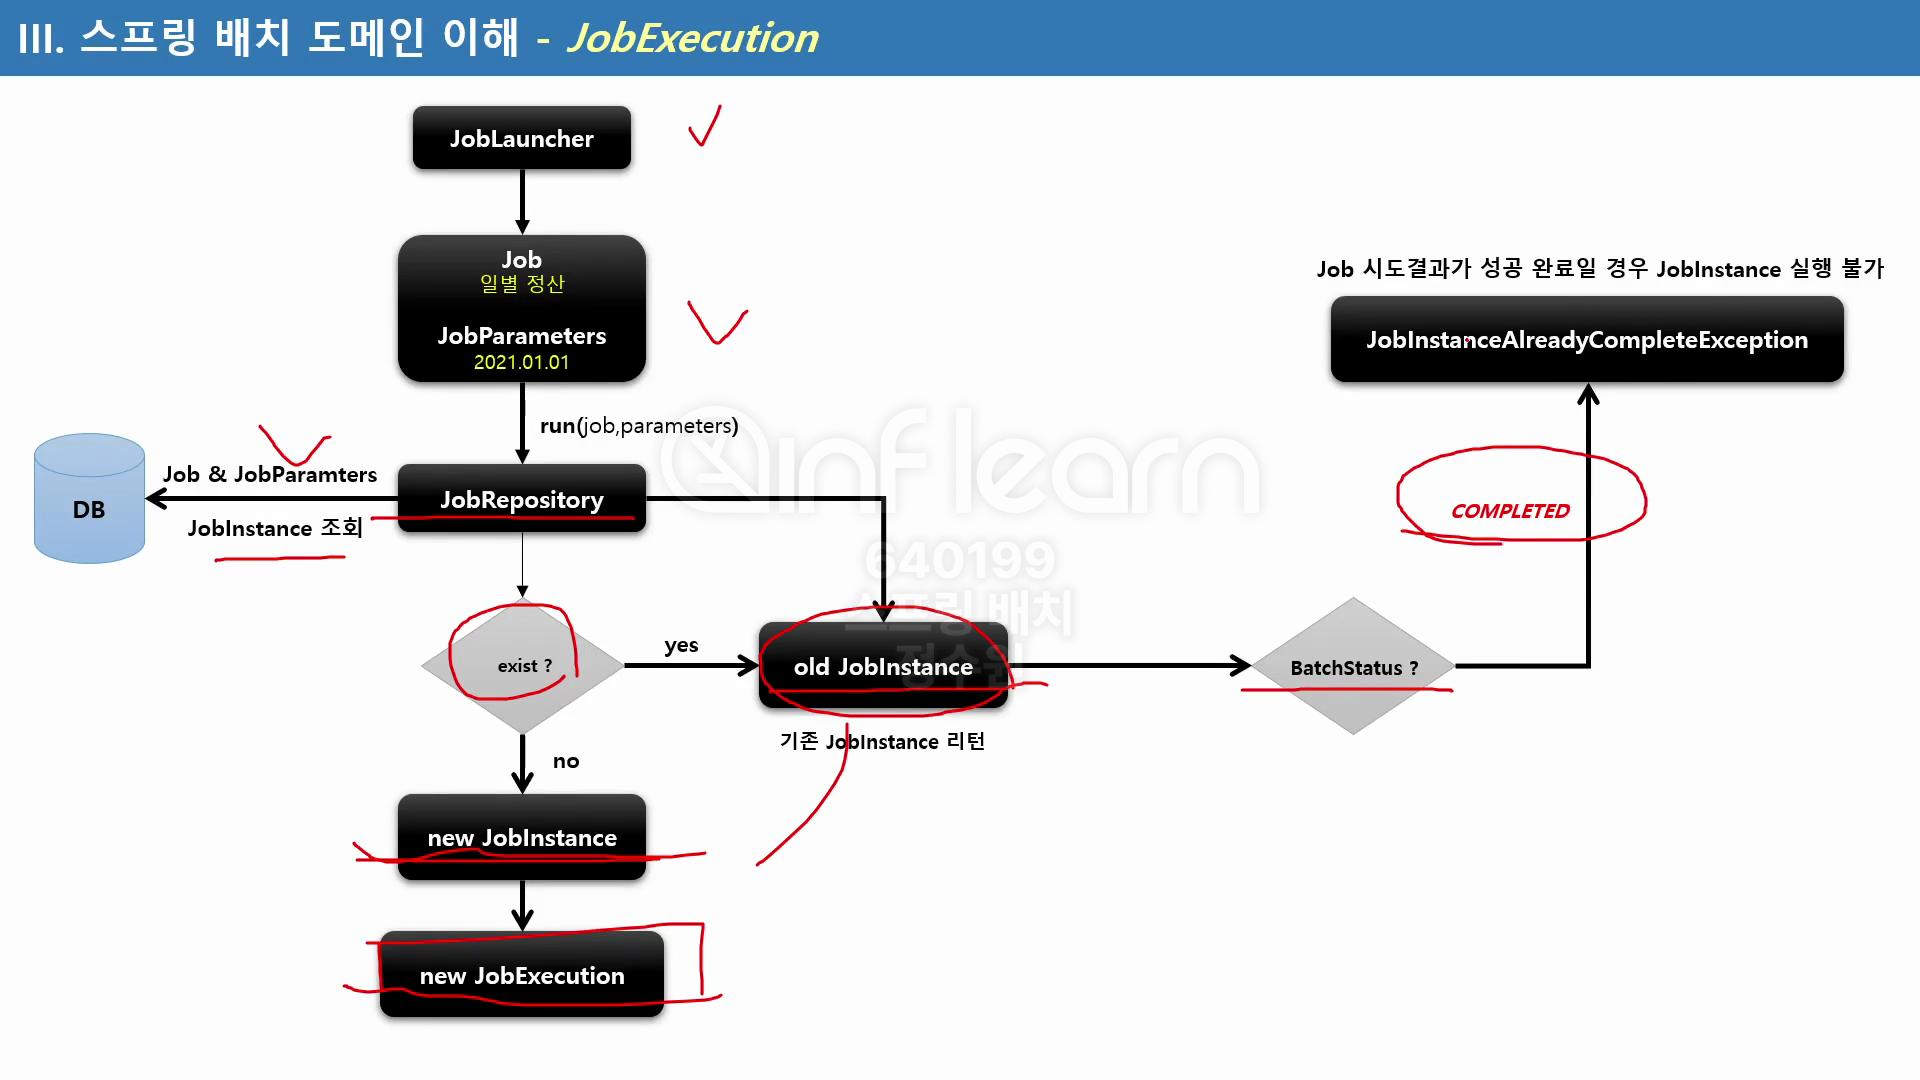 III. 스프링 배치 도메인 이해 - JobExecution
JobLauncher
Job
일별 정산
JobParameters
2021.01.01
run(job,parameters)
Job 시도결과가 성공 완료일 경우 JobInstance 실행 불가
JobInstanceAlreadyCompleteException
DB
Job & JobParamters
JobInstance 조회
JobRepository
inflearn
COMPLETED
640199
스프링 배치
정수원
exist ?
yes
old JobInstance
BatchStatus ?
기존 JobInstance 리턴
no
new JobInstance
new JobExecution